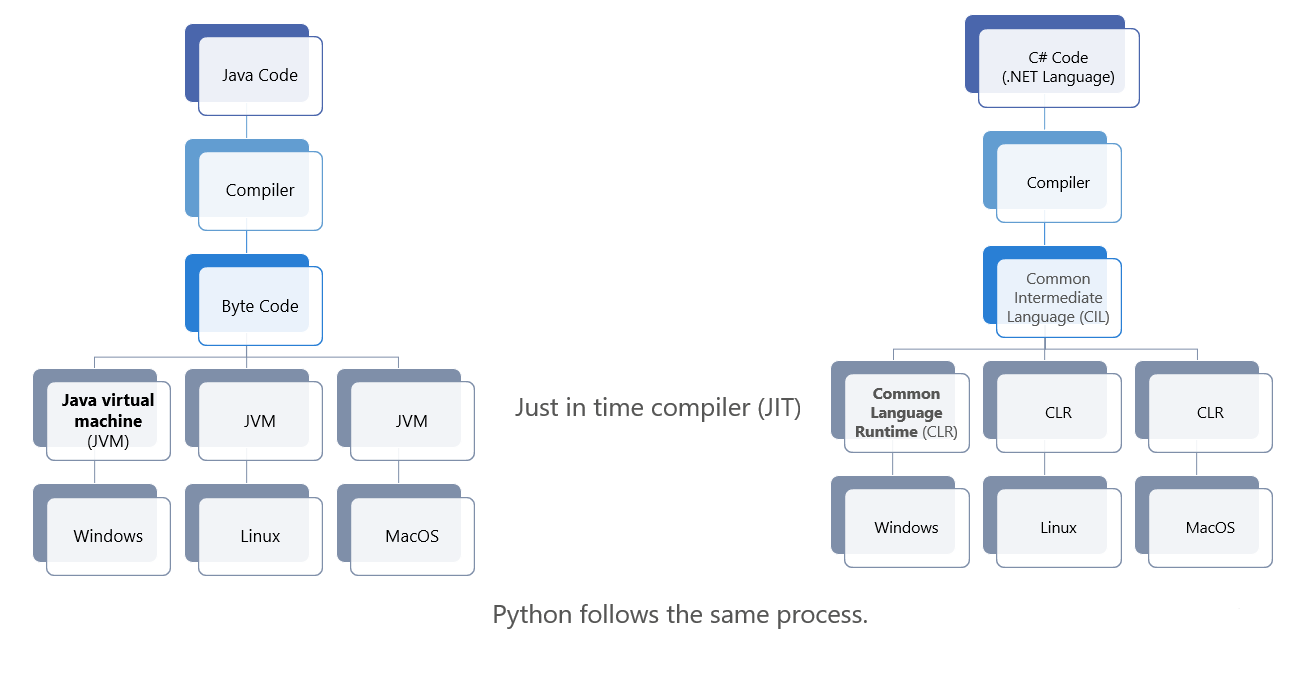 Java Code
Compiler
Byte Code
Java virtual
machine
(JVM)
JVM
JVM
Windows
Linux
MacOS
Just in time compiler (JIT)
C# Code
(.NET Language)
Compiler
Common
Intermediate
Language (CIL)
Common
Language
Runtime (CLR)
CLR
CLR
Windows
Linux
MacOS
Python follows the same process.